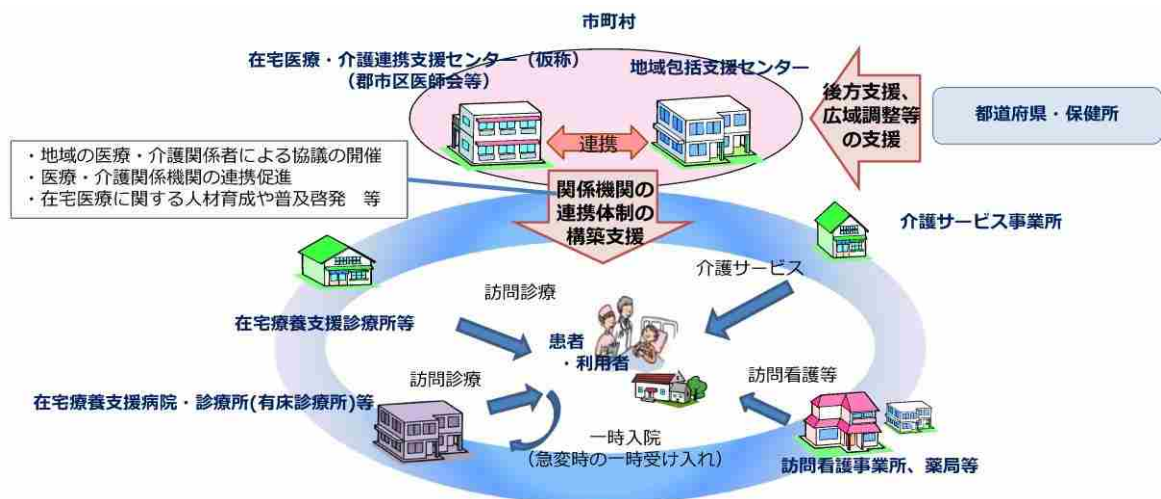 市町村
在宅医療・介護連携支援センター（仮称）
（郡市区医師会等）
地域包括支援センター
連携
後方支援、
広域調整等
の支援
都道府県・保健所
・地域の医療・介護関係者による協議の開催
・医療・介護関係機関の連携促進
・在宅医療に関する人材育成や普及啓発　等
関係機関の
連携体制の
構築支援
介護サービス事業所
介護サービス
訪問診療
在宅療養支援診療所等
患者
・利用者
訪問診療
訪問看護等
在宅療養支援病院・診療所(有床診療所)等
一時入院
（急変時の一時受け入れ）
訪問看護事業所、薬局等